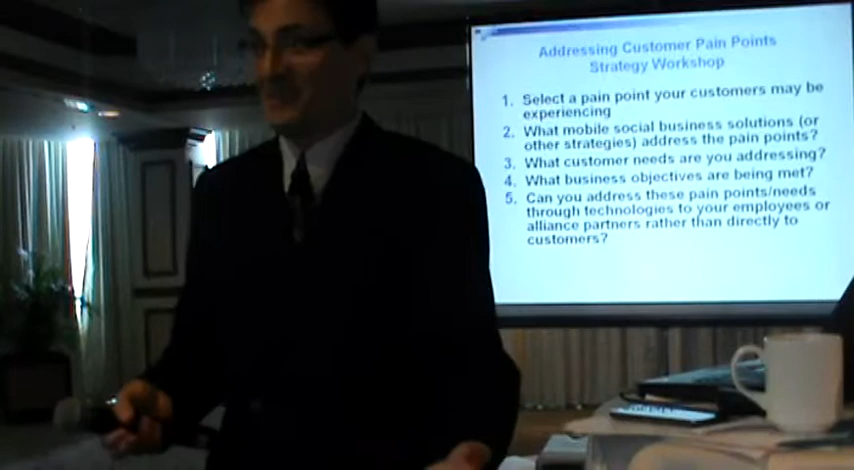 Addressing Customer Pain Points
Strategy Workshop
1. Select a pain point your customers may be
experiencing
2. What mobile social business solutions (or
other strategies) address the pain points?
3. What customer needs are you addressing?
4. What business objectives are being met?
5. Can you address these pain points/needs
through technologies to your employees or
alliance partners rather than directly to
customers?